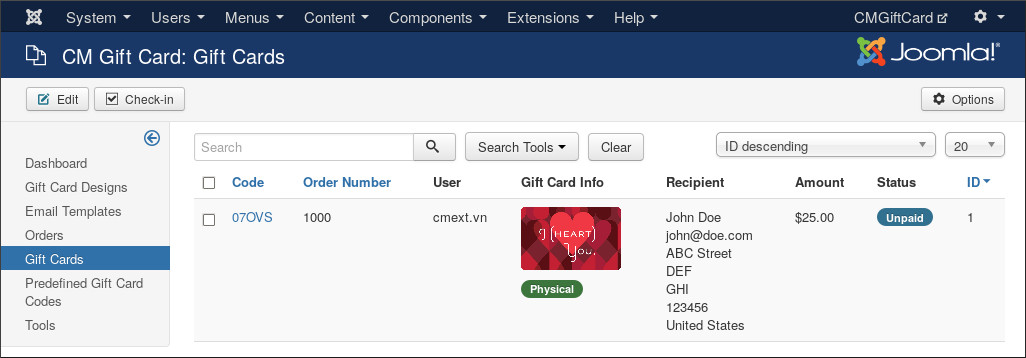 System Users Menus Content Components Extensions Help CMGiftCard
CM Gift Card: Gift Cards Joomla!®
Edit Check-in Options
Search Search Tools Clear ID descending 20
Dashboard
Gift Card Designs
Email Templates
Orders
Gift Cards
Predefined Gift Card
Codes
Tools
Code Order Number User Gift Card Info Recipient Amount Status ID
07OVS 1000 cmext.vn
I {HEART}
You.
Physical
John Doe
john@doe.com
ABC Street
DEF
GHI
123456
United States
$25.00 Unpaid 1